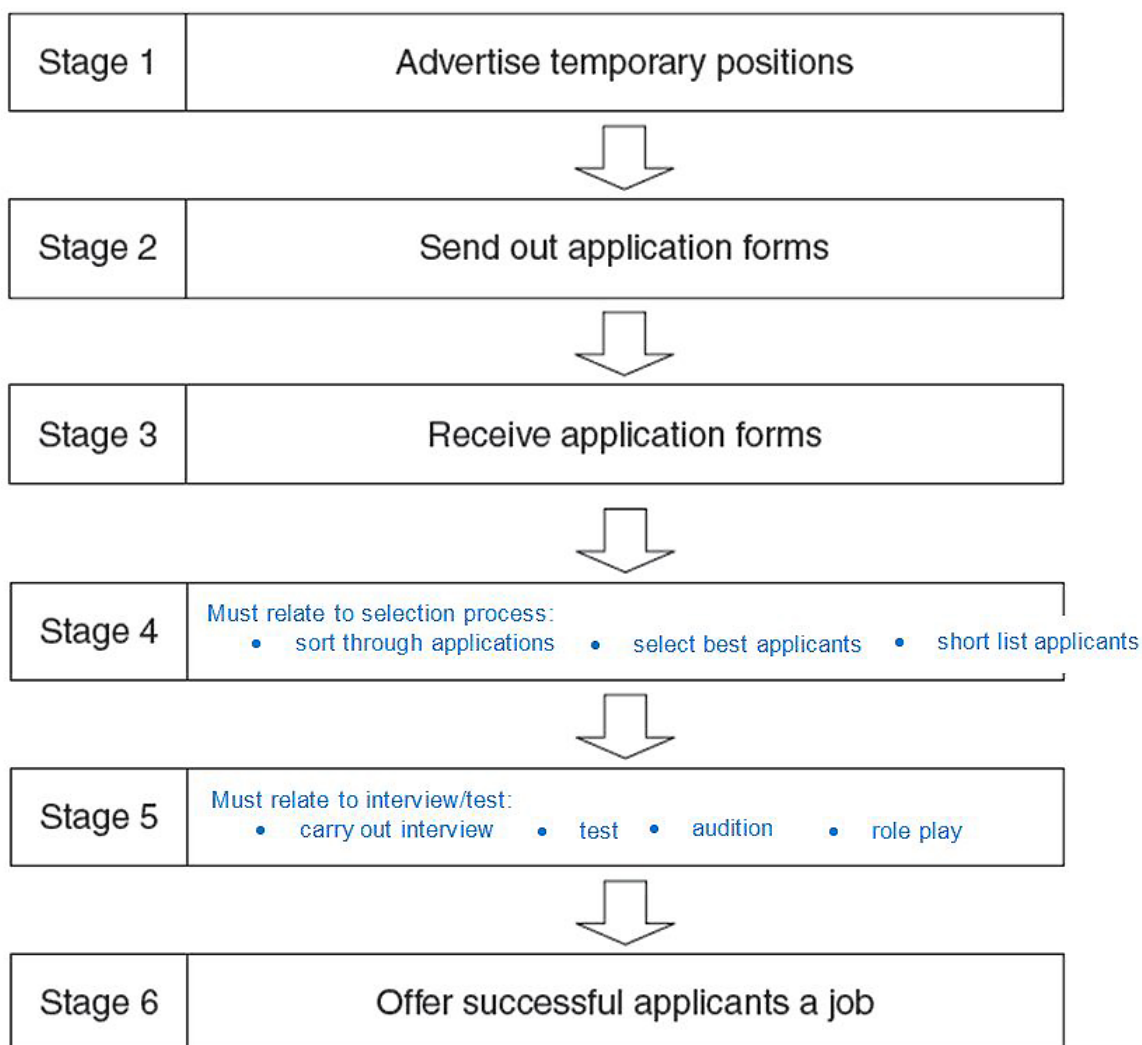 Stage 1 Advertise temporary positions
Stage 2 Send out application forms
Stage 3 Receive application forms
Stage 4 Must relate to selection process:
• sort through applications • select best applicants • short list applicants
Stage 5 Must relate to interview/test:
• carry out interview • test • audition • role play
Stage 6 Offer successful applicants a job